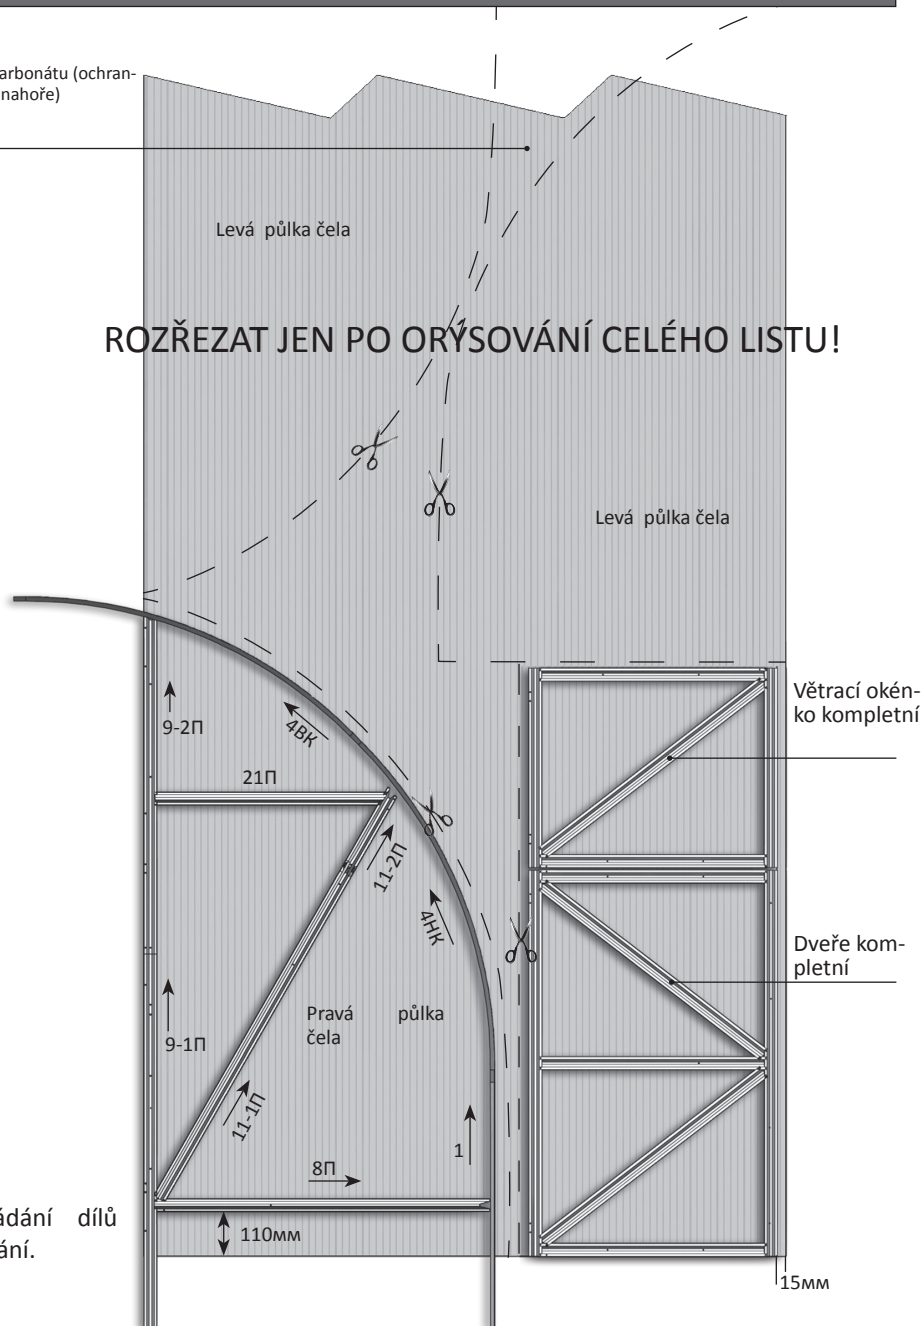 arbonátu (ochran-
nahoře)
Levá půlka čela
ROZŘEZAT JEN PO ORÝSOVÁNÍ CELÉHO LISTU!
Levá půlka čela
Větrací okén-
ko kompletní
9-2П
4ВК
21П
11-2П
4НК
Dveře kom-
pletní
Pravá půlka
čela
9-1П
11-1П
1
8П
ádání dílů
ání.
110мм
15мм